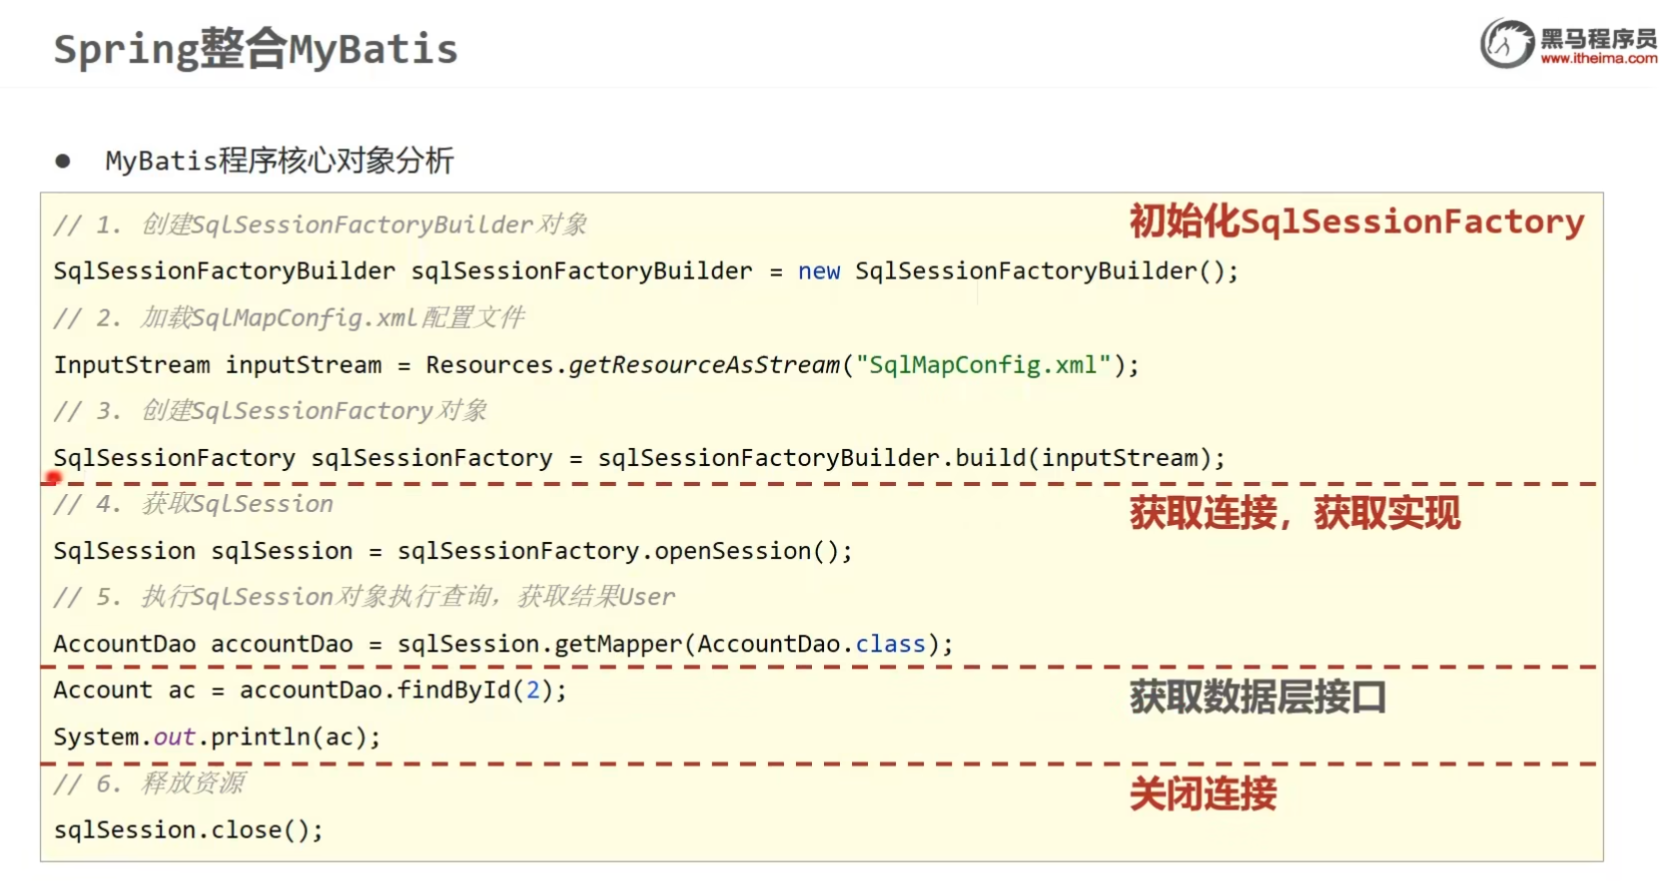 Spring整合MyBatis
黑马程序员
www.itheima.com
● MyBatis程序核心对象分析
// 1. 创建SqlSessionFactoryBuilder对象
初始化SqlSessionFactory
SqlSessionFactoryBuilder sqlSessionFactoryBuilder = new SqlSessionFactoryBuilder();
// 2. 加载SqlMapConfig.xml配置文件
InputStream inputStream = Resources.getResourceAsStream("SqlMapConfig.xml");
// 3. 创建SqlSessionFactory对象
SqlSessionFactory sqlSessionFactory = sqlSessionFactoryBuilder.build(inputStream);
// 4. 获取SqlSession
获取连接，获取实现
SqlSession sqlSession = sqlSessionFactory.openSession();
// 5. 执行SqlSession对象执行查询，获取结果User
AccountDao accountDao = sqlSession.getMapper(AccountDao.class);
Account ac = accountDao.findById(2);
获取数据层接口
System.out.println(ac);
// 6. 释放资源
关闭连接
sqlSession.close();